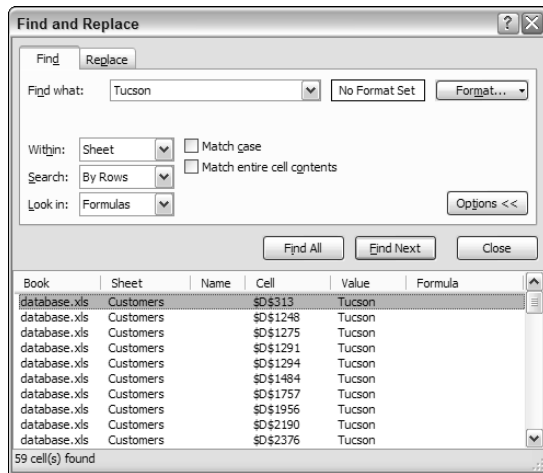 Find and Replace
Find Replace
Find what: Tucson No Format Set Format...
Within: Sheet Match case
Match entire cell contents
Search: By Rows
Look in: Formulas Options <<
Find All Find Next Close
Book Sheet Name Cell Value Formula
database.xls Customers $D$313 Tucson
database.xls Customers $D$1248 Tucson
database.xls Customers $D$1275 Tucson
database.xls Customers $D$1291 Tucson
database.xls Customers $D$1294 Tucson
database.xls Customers $D$1484 Tucson
database.xls Customers $D$1757 Tucson
database.xls Customers $D$1956 Tucson
database.xls Customers $D$2190 Tucson
database.xls Customers $D$2376 Tucson
59 cell(s) found